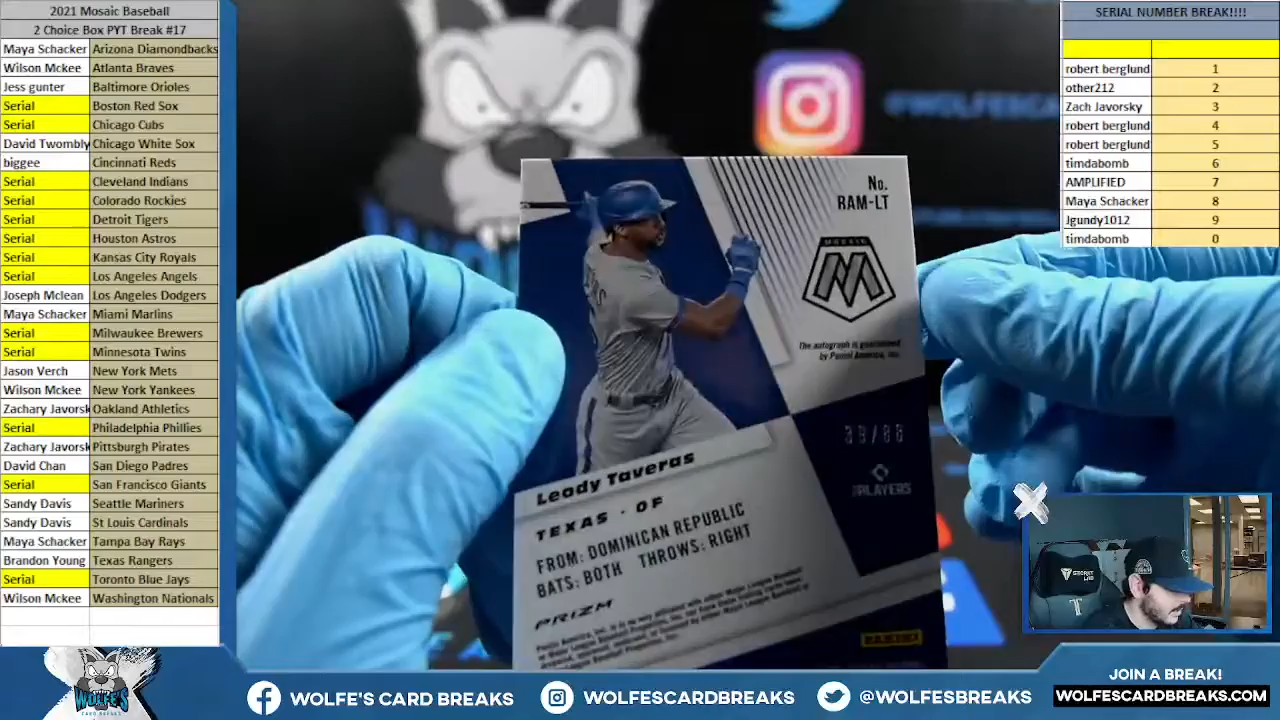 2021 Mosaic Baseball
2 Choice Box PYT Break #17
Maya Schacker Arizona Diamondbacks
Wilson Mckee Atlanta Braves
Jess gunter Baltimore Orioles
Serial Boston Red Sox
Serial Chicago Cubs
David Twombly Chicago White Sox
biggee Cincinnati Reds
Serial Cleveland Indians
Serial Colorado Rockies
Serial Detroit Tigers
Serial Houston Astros
Serial Kansas City Royals
Serial Los Angeles Angels
Joseph Mclean Los Angeles Dodgers
Maya Schacker Miami Marlins
Serial Milwaukee Brewers
Serial Minnesota Twins
Jason Verch New York Mets
Wilson Mckee New York Yankees
Zachary Javorsk Oakland Athletics
Serial Philadelphia Phillies
Zachary Javorsk Pittsburgh Pirates
David Chan San Diego Padres
Serial San Francisco Giants
Sandy Davis Seattle Mariners
Sandy Davis St Louis Cardinals
Maya Schacker Tampa Bay Rays
Brandon Young Texas Rangers
Serial Toronto Blue Jays
Wilson Mckee Washington Nationals
SERIAL NUMBER BREAK!!!!
robert berglund 1
other212 2
Zach Javorsky 3
robert berglund 4
robert berglund 5
timdabomb 6
AMPLIFIED 7
Maya Schacker 8
Jgundy1012 9
timdabomb 0
@WOLFESCA
No.
RAM-LT
MOSAIC
The autograph is guaranteed
by Panini America, Inc.
PLAYERS
Leody Taveras
TEXAS · OF
FROM: DOMINICAN REPUBLIC
BATS: BOTH THROWS: RIGHT
PRIZM
PANINI
SECRETLAB
WOLFE'S
CARD BREAKS
WOLFE'S CARD BREAKS
WOLFESCARDBREAKS
@WOLFESBREAKS
JOIN A BREAK!
WOLFESCARDBREAKS.COM